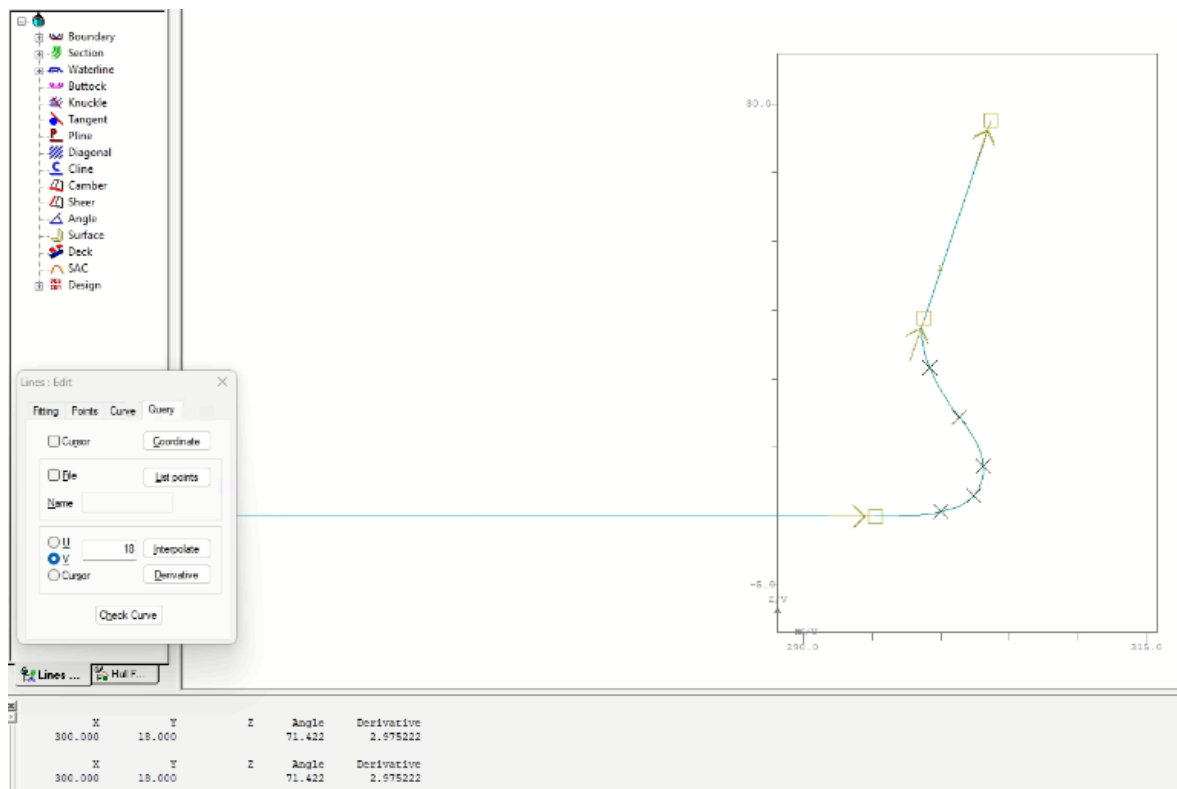 Boundary
Section
Waterline
Buttock
Knuckle
Tangent
Pline
Diagonal
Cline
Camber
Sheer
Angle
Surface
Deck
SAC
Design
Lines : Edit
Fitting Points Curve Query
Cursor Coordinate
File List points
Name
U
V 18 Interpolate
Cursor Derivative
Check Curve
30.0
-5.0
Z/V
290.0 315.0
Lines ... Hull F...
X Y Z Angle Derivative
300.000 18.000 71.422 2.975222
X Y Z Angle Derivative
300.000 18.000 71.422 2.975222